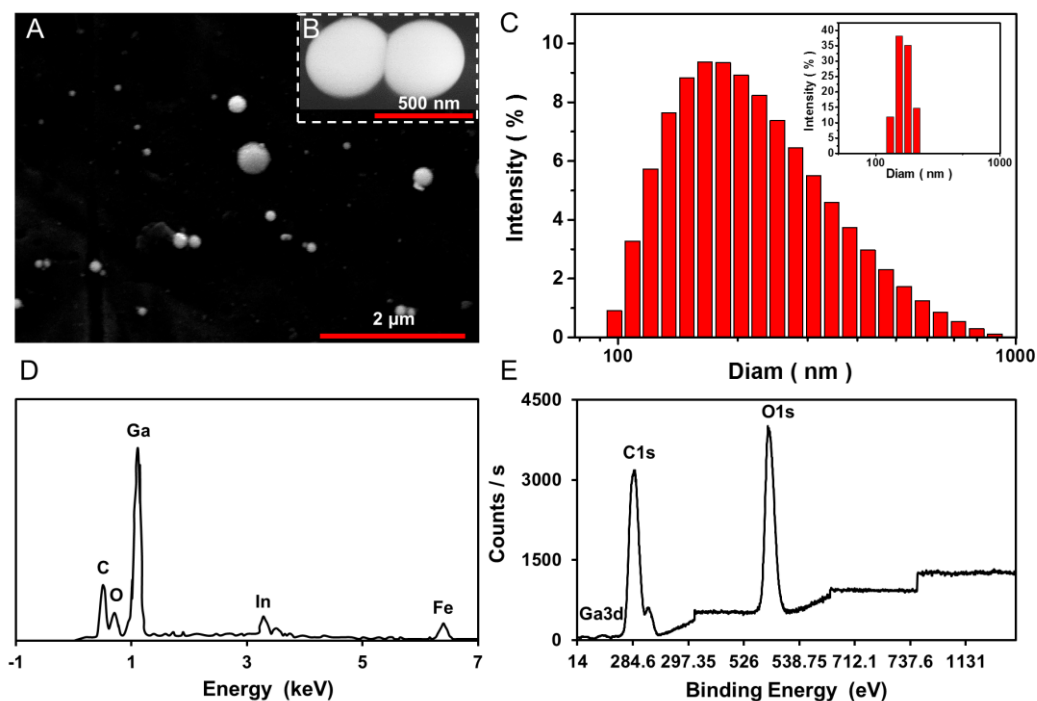 A
B
500 nm
2 μm
C
Intensity ( % )
10
8
6
4
2
0
100
1000
Diam ( nm )
Intensity ( % )
40
35
30
25
20
15
10
5
0
100
1000
Diam ( nm )
D
Ga
C
O
In
Fe
-1
1
3
5
7
Energy (keV)
E
Counts / s
4500
3000
1500
0
C1s
O1s
Ga3d
14
284.6
297.35
526
538.75
712.1
737.6
1131
Binding Energy (eV)